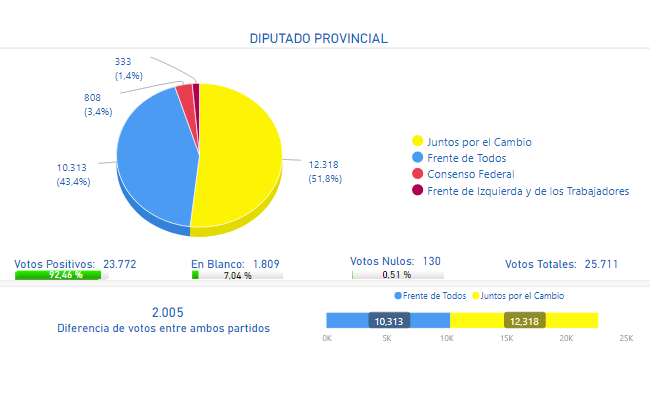 DIPUTADO PROVINCIAL
333
(1,4%)
808
(3,4%)
10.313
(43,4%)
12.318
(51,8%)
Juntos por el Cambio
Frente de Todos
Consenso Federal
Frente de Izquierda y de los Trabajadores
Votos Positivos: 23.772
92,46 %
En Blanco: 1.809
7,04 %
Votos Nulos: 130
0,51 %
Votos Totales: 25.711
2.005
Diferencia de votos entre ambos partidos
Frente de Todos Juntos por el Cambio
10,313 12,318
0K 5K 10K 15K 20K 25K